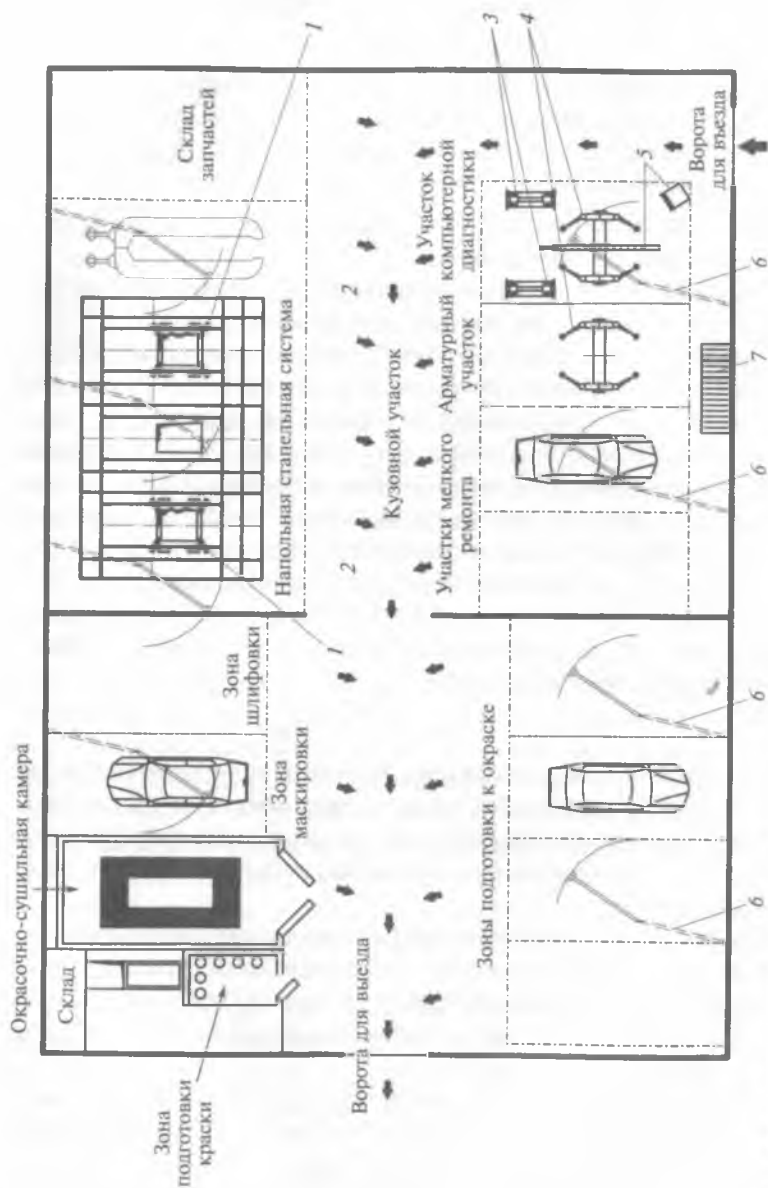 Окрасочно-сушильная камера
Склад
Зона
подготовки
краски
Зона
маскировки
Зона
шлифовки
1
Напольная стапельная система
1
Склад
запчастей
Ворота для выезда
2
Кузовной участок
2
Зоны подготовки к окраске
6
6
Участки мелкого
ремонта
Арматурный
участок
Участок
компьютерной
диагностики
3
4
5
6
7
6
Ворота
для въезда